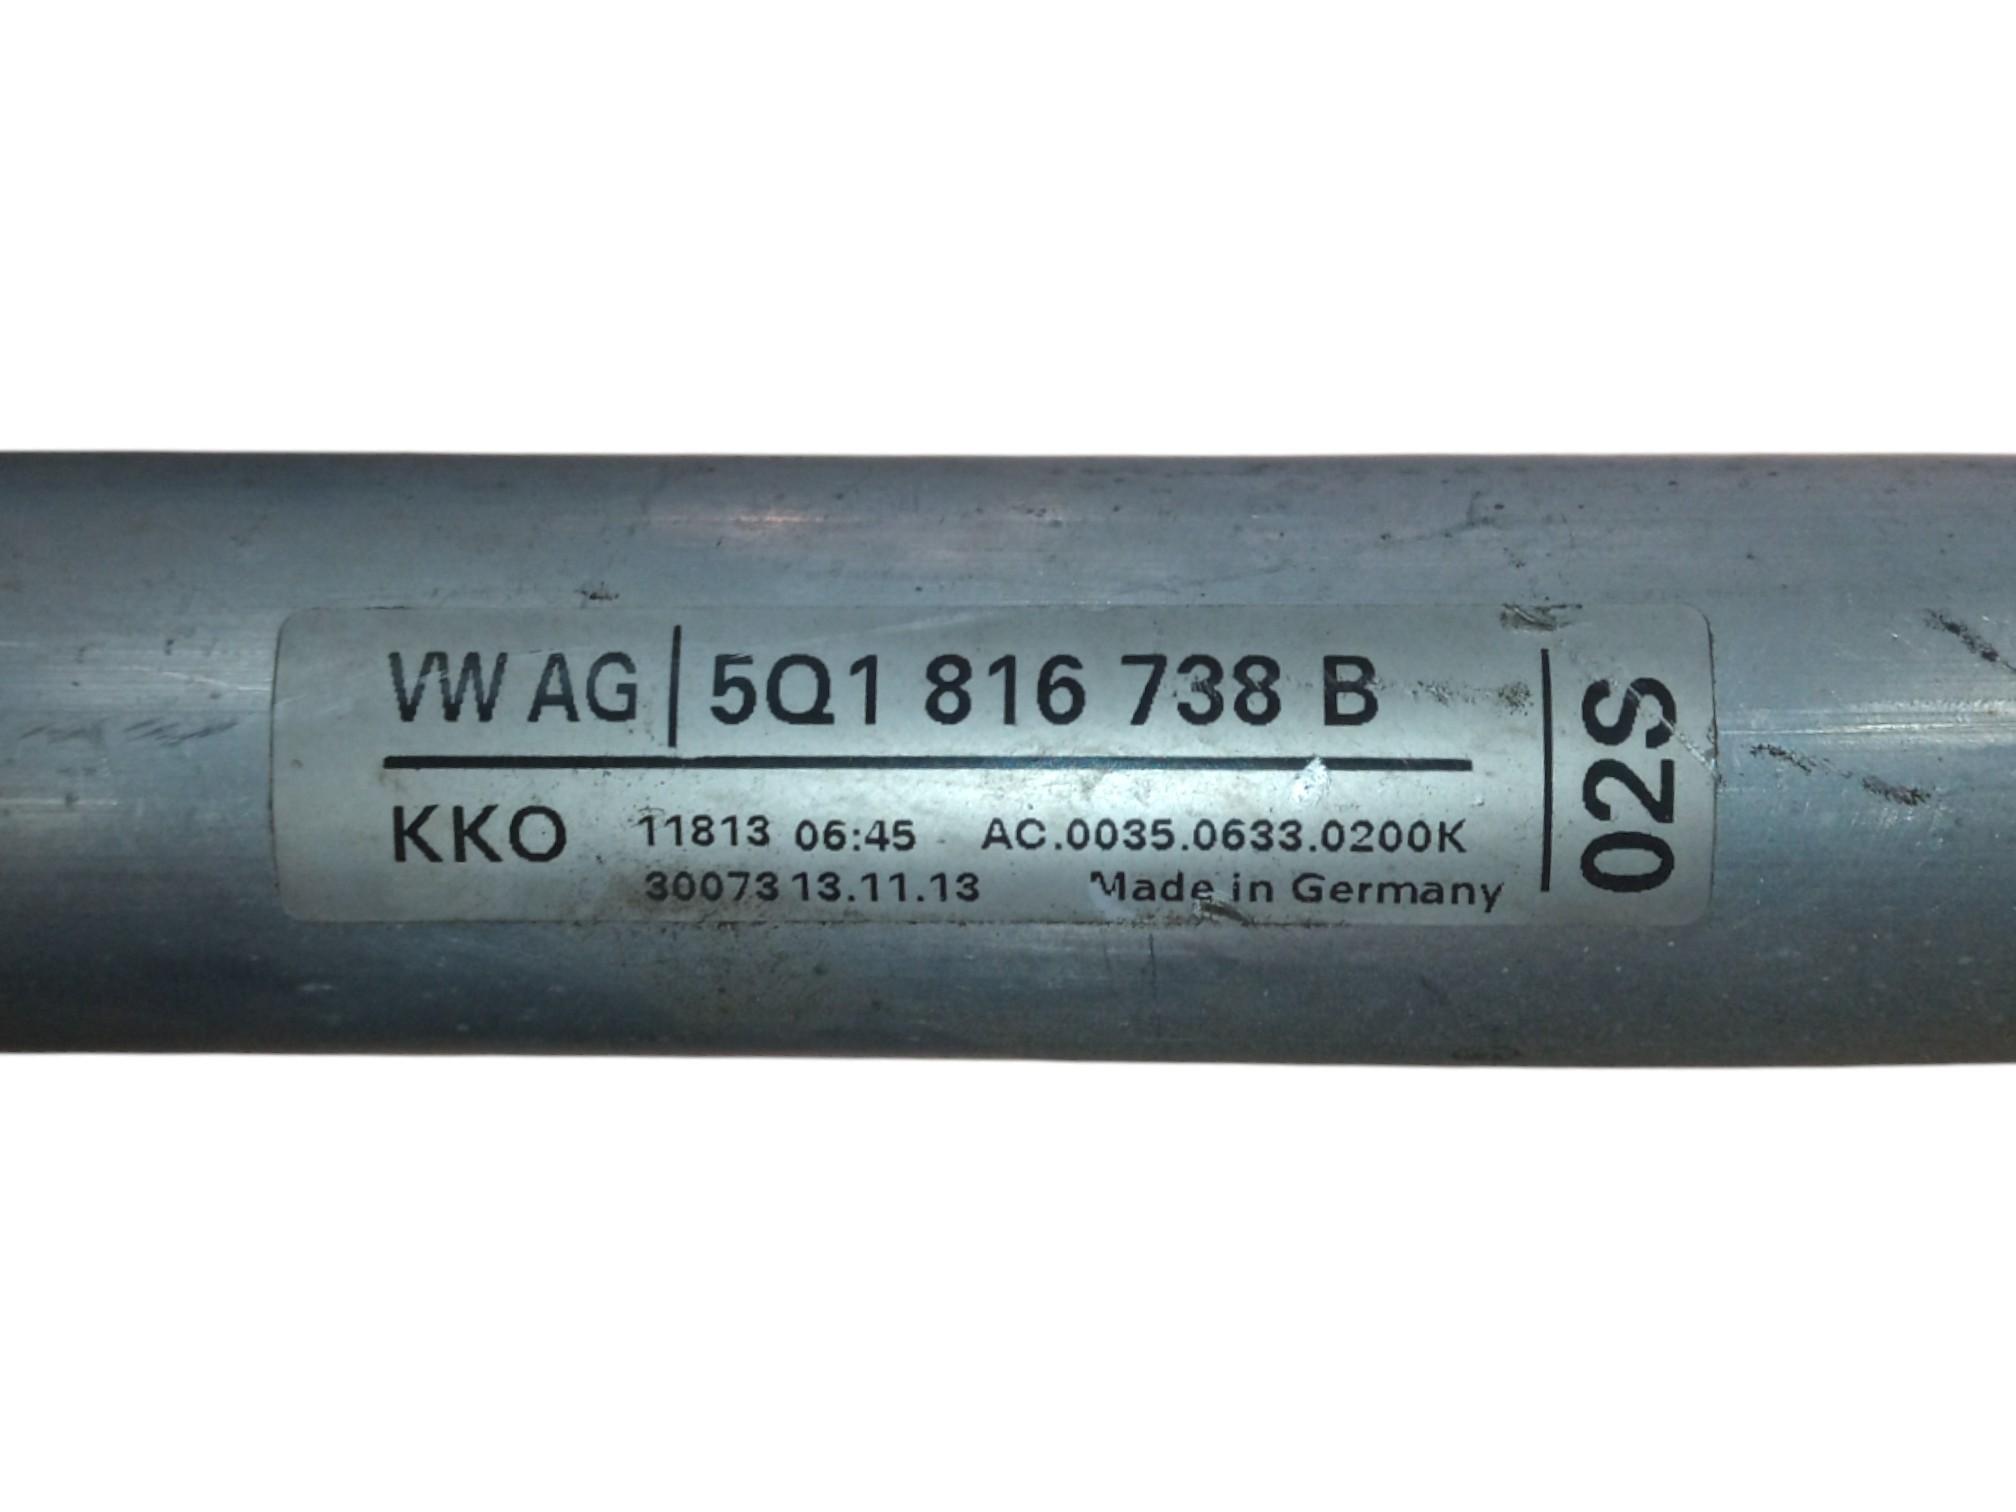 VW AG 5Q1 816 738 B
KKO 11813 06:45 AC.0035.0633.0200K
30073 13.11.13 Made in Germany
02S